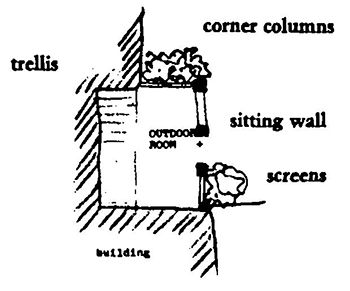 corner columns
trellis
OUTDOOR
ROOM
sitting wall
screens
building